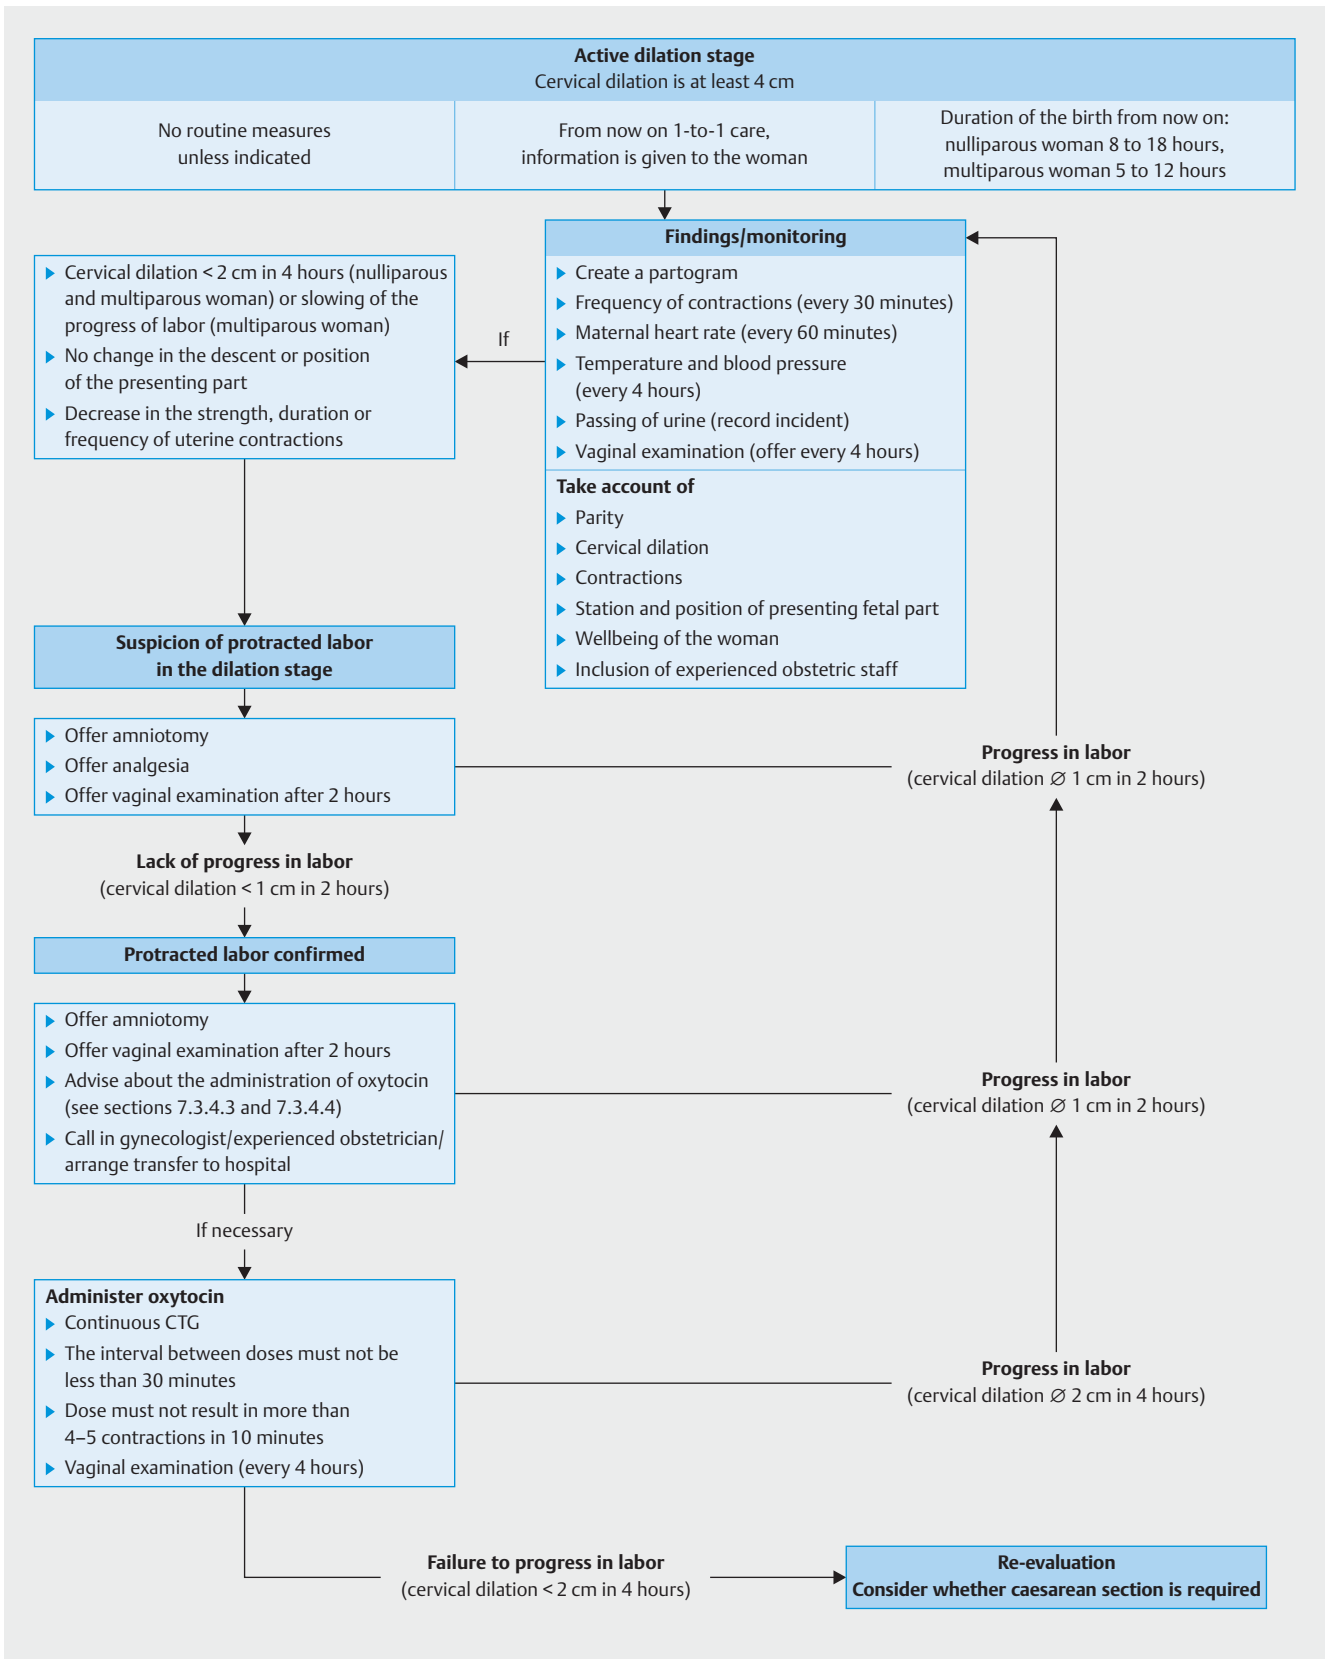 Active dilation stage
Cervical dilation is at least 4 cm
No routine measures
unless indicated
From now on 1-to-1 care,
information is given to the woman
Duration of the birth from now on:
nulliparous woman 8 to 18 hours,
multiparous woman 5 to 12 hours
Findings/monitoring
Create a partogram
Frequency of contractions (every 30 minutes)
Maternal heart rate (every 60 minutes)
Temperature and blood pressure
(every 4 hours)
Passing of urine (record incident)
Vaginal examination (offer every 4 hours)
Take account of
Parity
Cervical dilation
Contractions
Station and position of presenting fetal part
Wellbeing of the woman
Inclusion of experienced obstetric staff
If
Cervical dilation < 2 cm in 4 hours (nulliparous
and multiparous woman) or slowing of the
progress of labor (multiparous woman)
No change in the descent or position
of the presenting part
Decrease in the strength, duration or
frequency of uterine contractions
Suspicion of protracted labor
in the dilation stage
Offer amniotomy
Offer analgesia
Offer vaginal examination after 2 hours
Progress in labor
(cervical dilation ∅ 1 cm in 2 hours)
Lack of progress in labor
(cervical dilation < 1 cm in 2 hours)
Protracted labor confirmed
Offer amniotomy
Offer vaginal examination after 2 hours
Advise about the administration of oxytocin
(see sections 7.3.4.3 and 7.3.4.4)
Call in gynecologist/experienced obstetrician/
arrange transfer to hospital
Progress in labor
(cervical dilation ∅ 1 cm in 2 hours)
If necessary
Administer oxytocin
Continuous CTG
The interval between doses must not be
less than 30 minutes
Dose must not result in more than
4–5 contractions in 10 minutes
Vaginal examination (every 4 hours)
Progress in labor
(cervical dilation ∅ 2 cm in 4 hours)
Failure to progress in labor
(cervical dilation < 2 cm in 4 hours)
Re-evaluation
Consider whether caesarean section is required